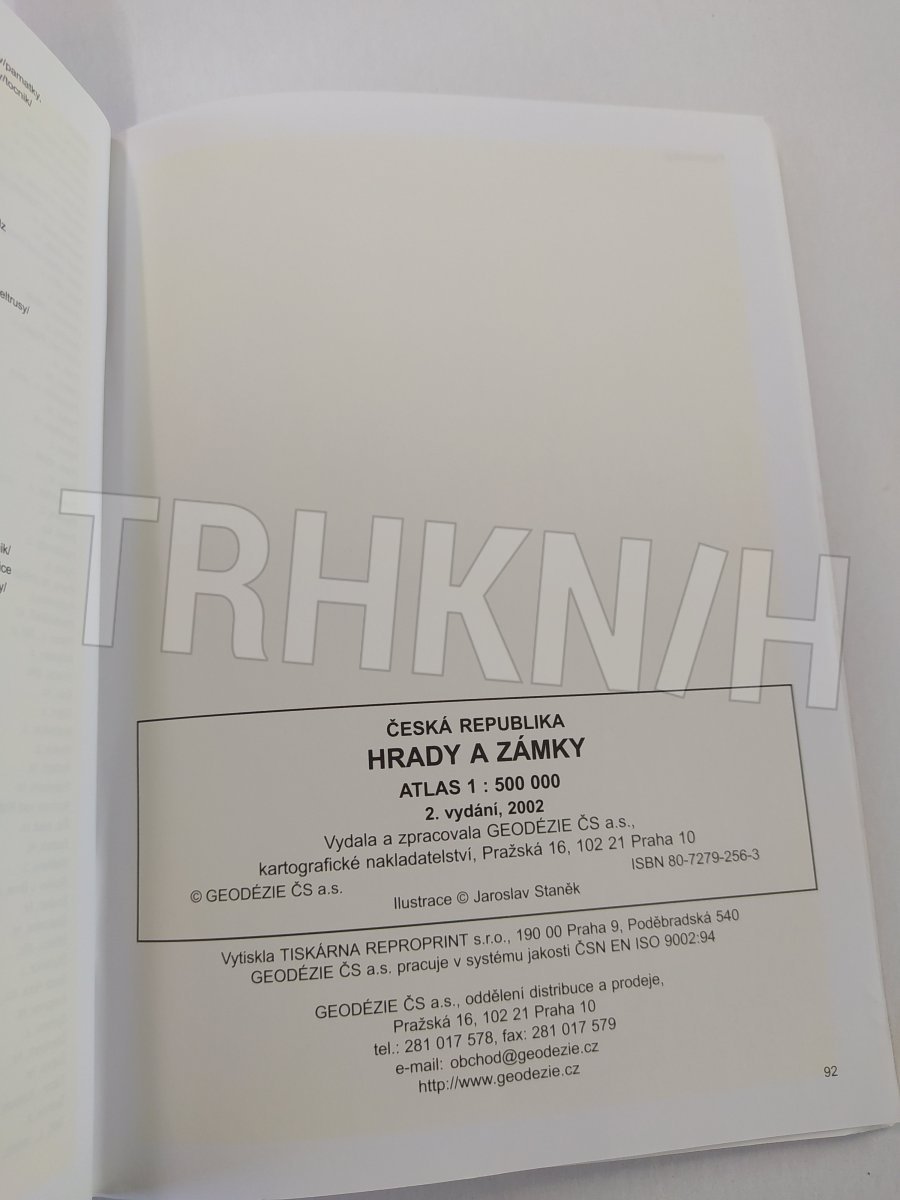 /pamatky.
/tocnik/
eltrusy/
TRHKN/H
ČESKÁ REPUBLIKA
HRADY A ZÁMKY
ATLAS 1 : 500 000
2. vydání, 2002
Vydala a zpracovala GEODÉZIE ČS a.s.,
kartografické nakladatelství, Pražská 16, 102 21 Praha 10
ISBN 80-7279-256-3
© GEODÉZIE ČS a.s.
Ilustrace © Jaroslav Staněk
Vytiskla TISKÁRNA REPROPRINT s.r.o., 190 00 Praha 9, Poděbradská 540
GEODÉZIE ČS a.s. pracuje v systému jakosti ČSN EN ISO 9002:94
GEODÉZIE ČS a.s., oddělení distribuce a prodeje,
Pražská 16, 102 21 Praha 10
tel.: 281 017 578, fax: 281 017 579
e-mail: obchod@geodezie.cz
http://www.geodezie.cz
92